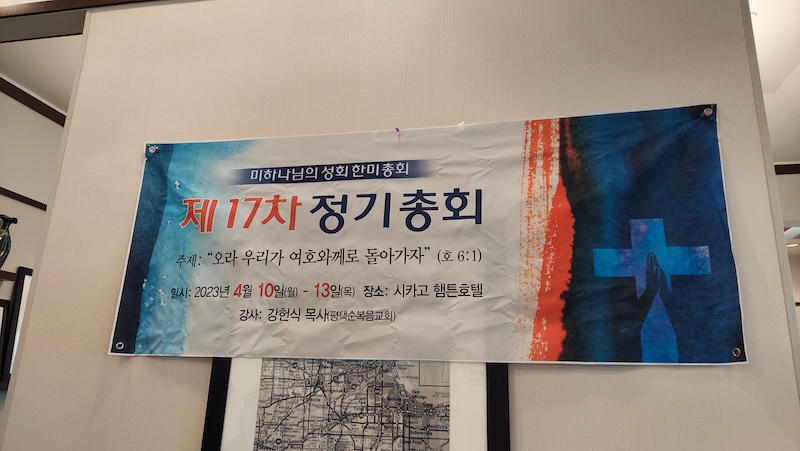 미하나님의 성회 한미총회
제 17차 정기총회
주제: "오라 우리가 여호와께로 돌아가자" (호 6:1)
일시: 2023년 4월 10일(월) - 13일(목) 장소: 시카고 햄튼호텔
강사: 강헌식 목사(평택순복음교회)